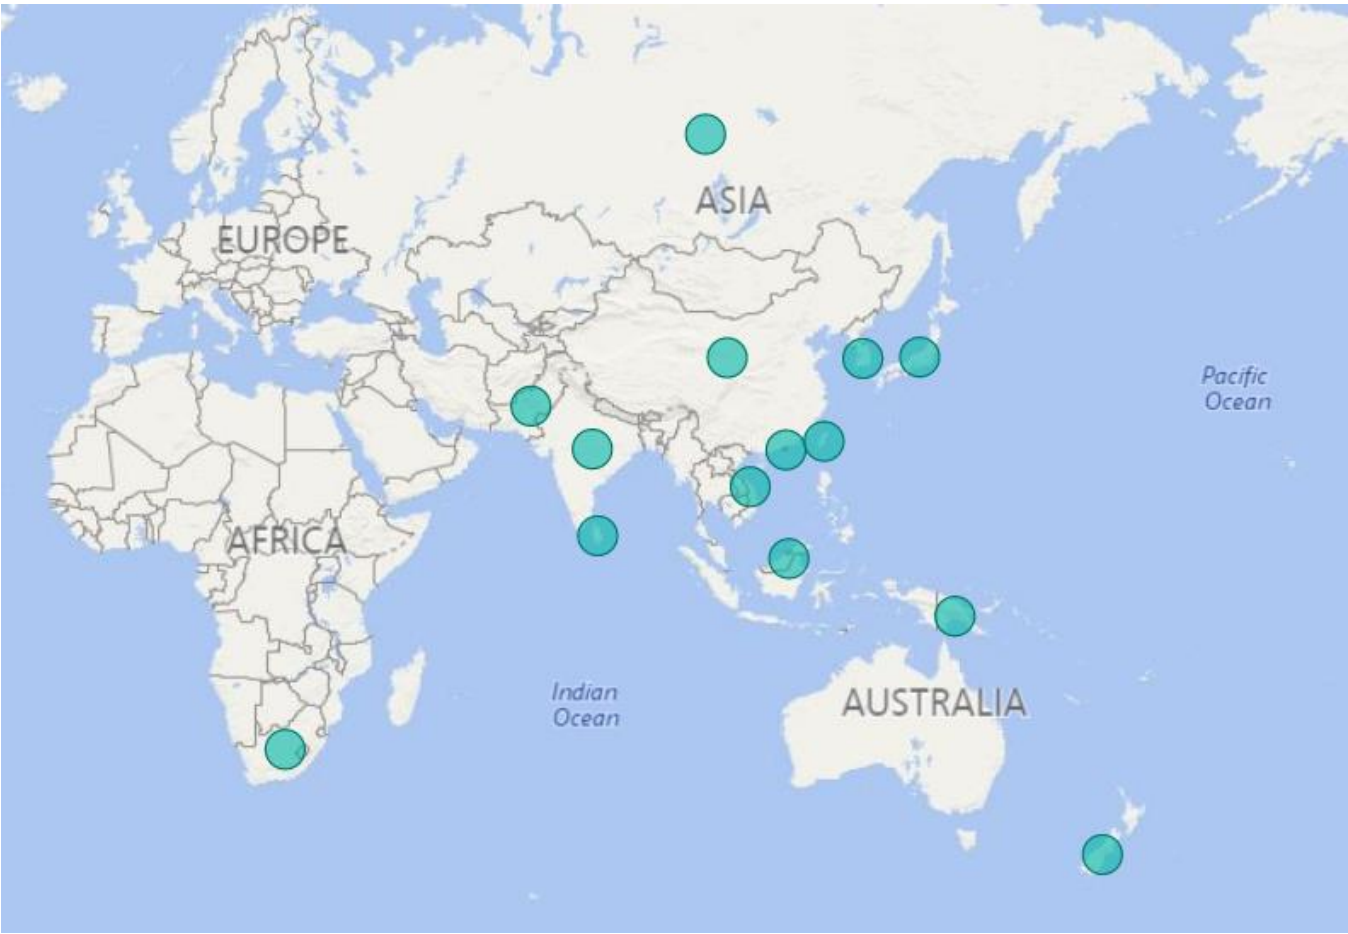 ASIA
EUROPE
Pacific
Ocean
AFRICA
Indian
Ocean
AUSTRALIA